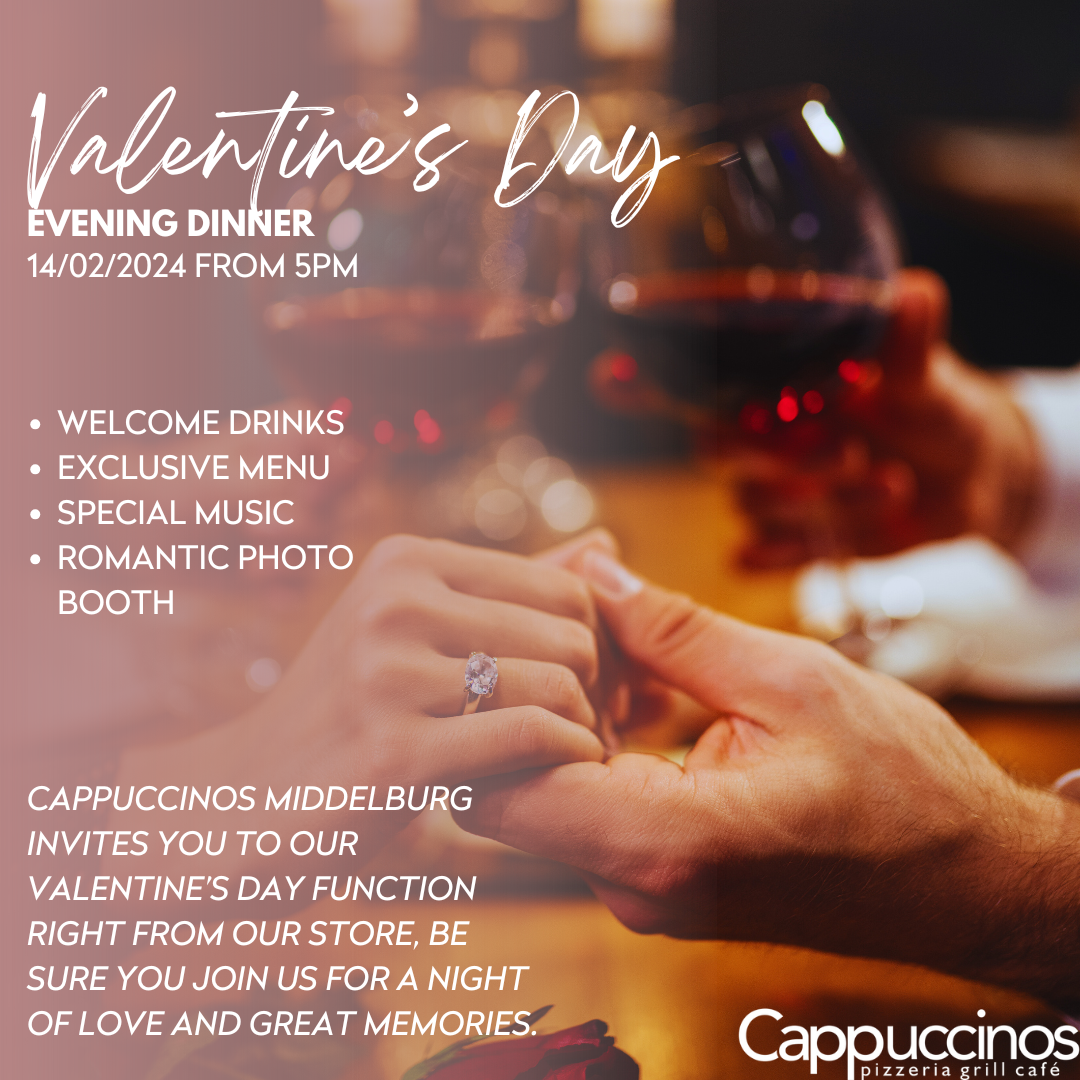 Valentine's Day
EVENING DINNER
14/02/2024 FROM 5PM
• WELCOME DRINKS
• EXCLUSIVE MENU
• SPECIAL MUSIC
• ROMANTIC PHOTO
BOOTH
CAPPUCCINOS MIDDELBURG
INVITES YOU TO OUR
VALENTINE'S DAY FUNCTION
RIGHT FROM OUR STORE, BE
SURE YOU JOIN US FOR A NIGHT
OF LOVE AND GREAT MEMORIES.
Cappuccinos
pizzeria grill café